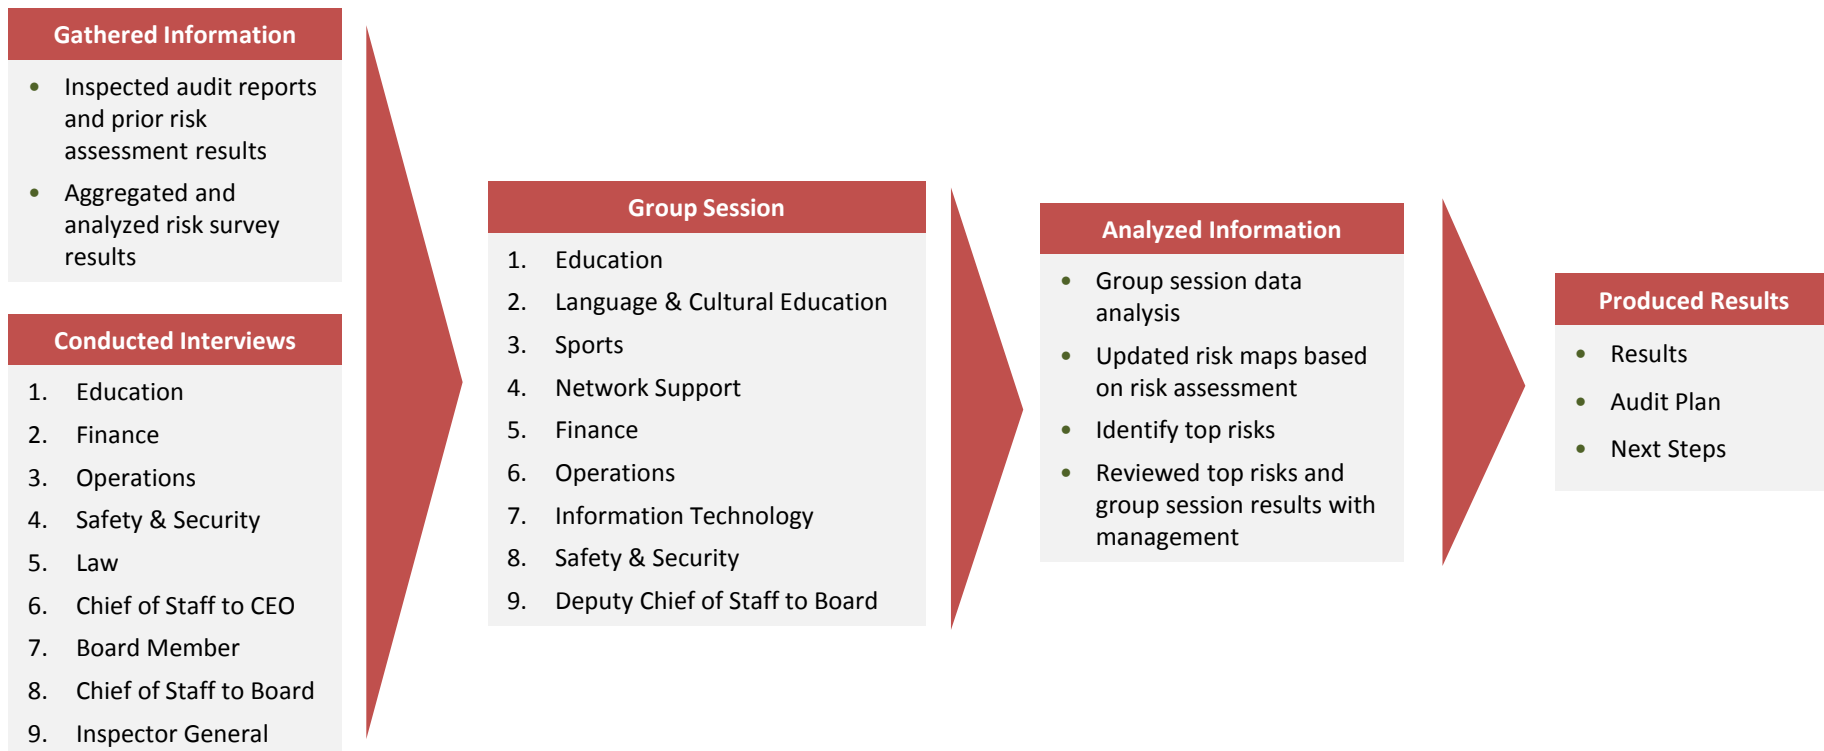 Gathered Information
• Inspected audit reports
and prior risk
assessment results
• Aggregated and
analyzed risk survey
results
Conducted Interviews
1. Education
2. Finance
3. Operations
4. Safety & Security
5. Law
6. Chief of Staff to CEO
7. Board Member
8. Chief of Staff to Board
9. Inspector General
Group Session
1. Education
2. Language & Cultural Education
3. Sports
4. Network Support
5. Finance
6. Operations
7. Information Technology
8. Safety & Security
9. Deputy Chief of Staff to Board
Analyzed Information
• Group session data
analysis
• Updated risk maps based
on risk assessment
• Identify top risks
• Reviewed top risks and
group session results with
management
Produced Results
• Results
• Audit Plan
• Next Steps